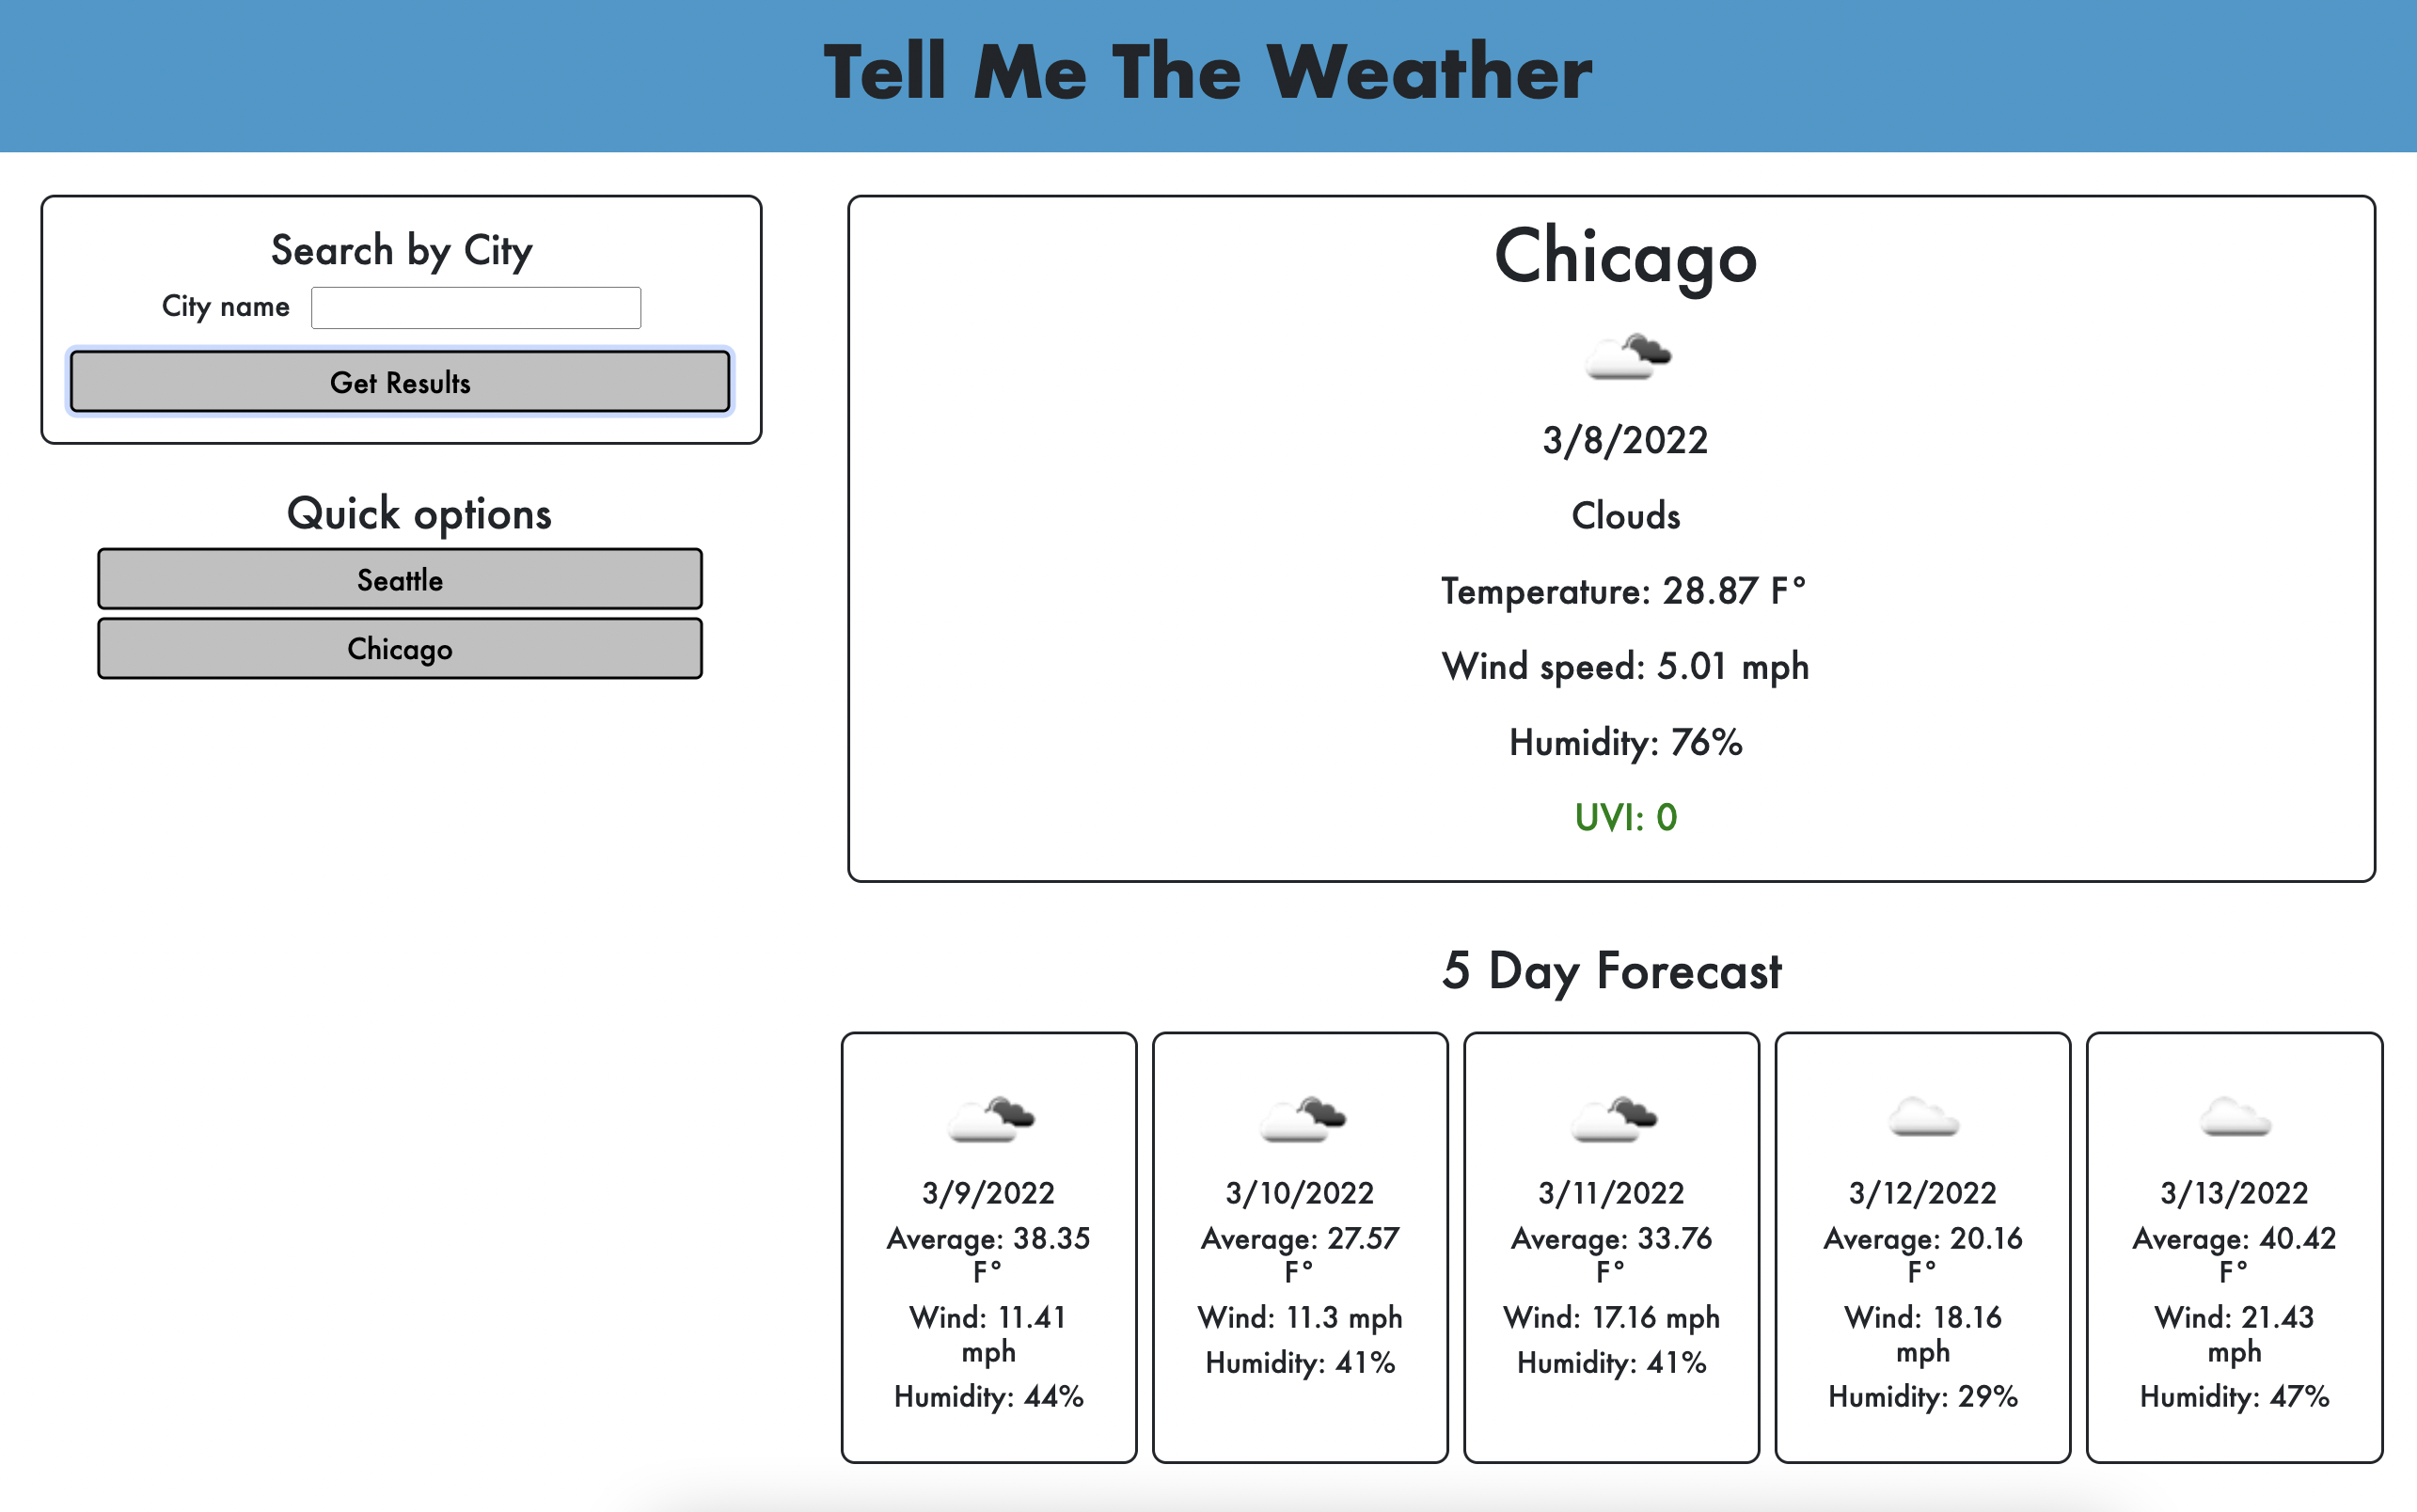 Tell Me The Weather
Search by City
City name
Get Results
Quick options
Seattle
Chicago
Chicago
3/8/2022
Clouds
Temperature: 28.87 F°
Wind speed: 5.01 mph
Humidity: 76%
UVI: 0
5 Day Forecast
3/9/2022
Average: 38.35
F°
Wind: 11.41
mph
Humidity: 44%
3/10/2022
Average: 27.57
F°
Wind: 11.3 mph
Humidity: 41%
3/11/2022
Average: 33.76
F°
Wind: 17.16 mph
Humidity: 41%
3/12/2022
Average: 20.16
F°
Wind: 18.16
mph
Humidity: 29%
3/13/2022
Average: 40.42
F°
Wind: 21.43
mph
Humidity: 47%